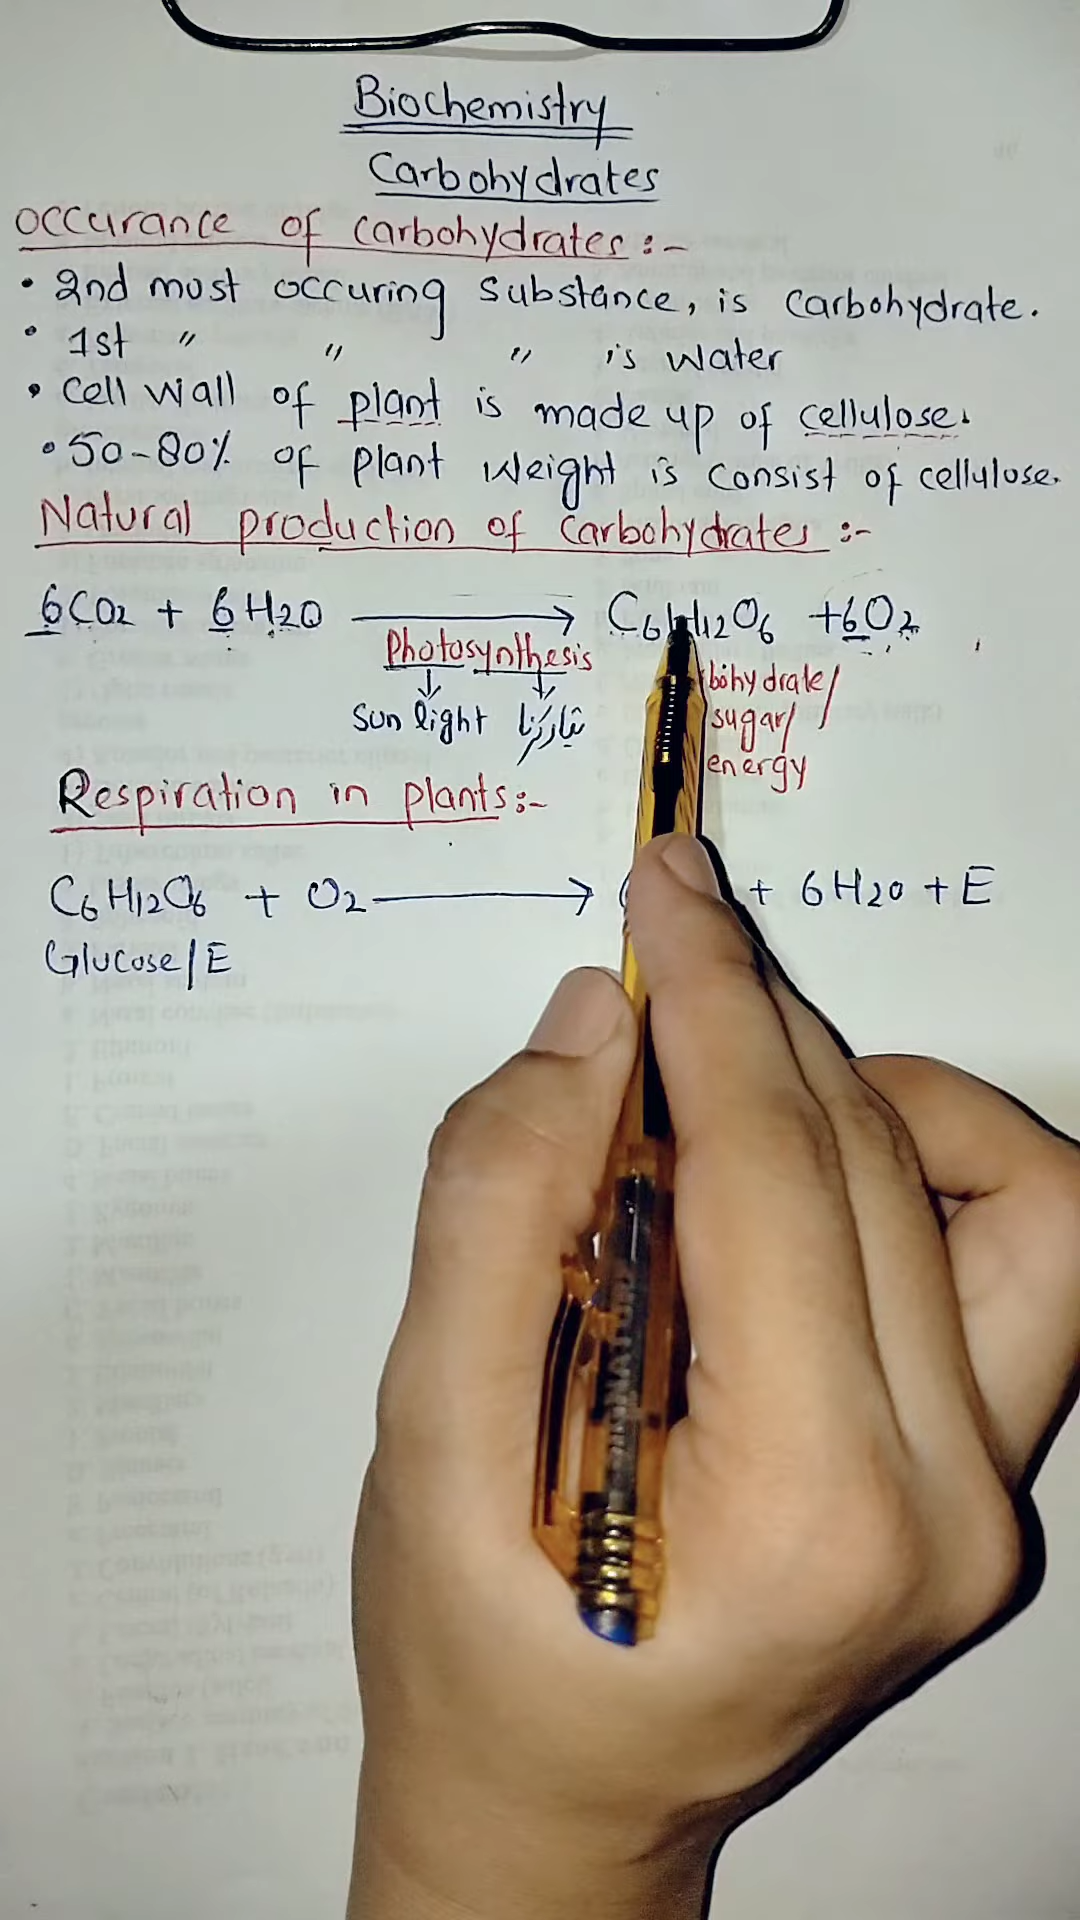 Biochemistry
Carbohydrates
occurance of carbohydrates:-
• 2nd most occuring substance, is carbohydrate.
• 1st " " " is water
• cell wall of plant is made up of cellulose.
• 50-80% of plant weight is consist of cellulose.
Natural production of carbohydrates :-
6CO2 + 6H2O ⟶ C6H12O6 + 6O2
Photosynthesis
bohydrate/
sun light تیار کرنا
sugar/
energy
Respiration in plants:-
C6H12O6 + O2 ⟶ + 6H2O + E
Glucose/E